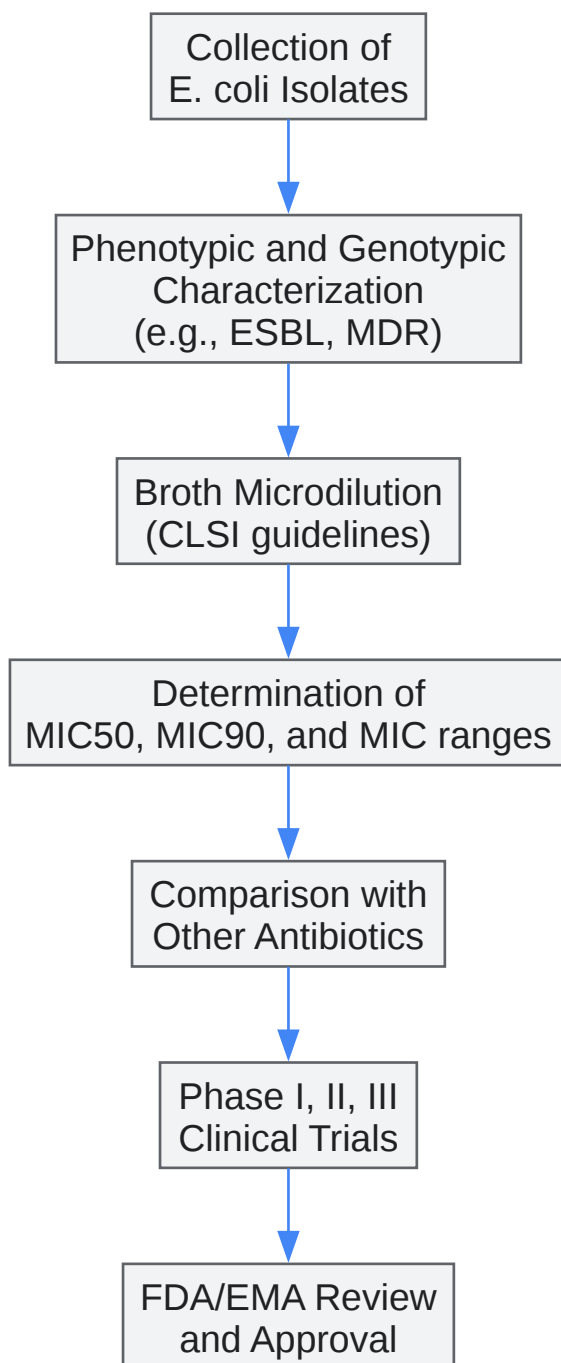 Collection of
E. coli Isolates
Phenotypic and Genotypic
Characterization
(e.g., ESBL, MDR)
Broth Microdilution
(CLSI guidelines)
Determination of
MIC50, MIC90, and MIC ranges
Comparison with
Other Antibiotics
Phase I, II, III
Clinical Trials
FDA/EMA Review
and Approval